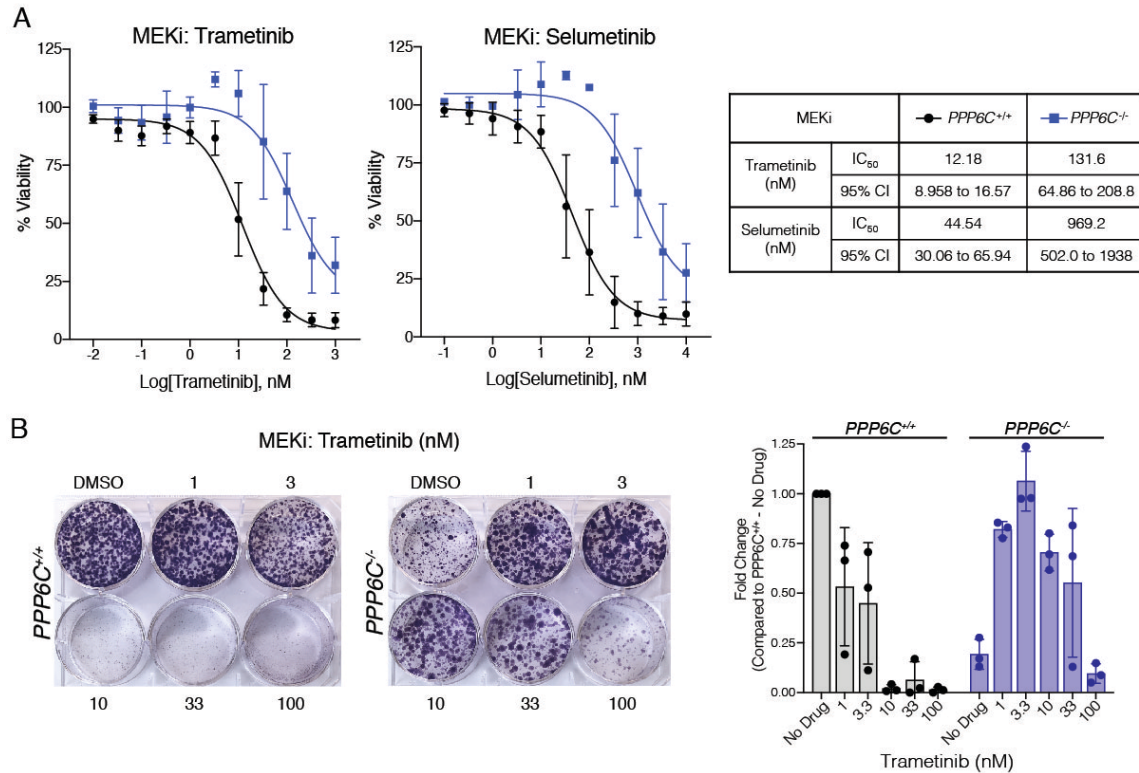 A
MEKi: Trametinib
125
100
75
50
25
0
% Viability
-2 -1 0 1 2 3
Log[Trametinib], nM
MEKi: Selumetinib
125
100
75
50
25
0
% Viability
-1 0 1 2 3 4
Log[Selumetinib], nM
MEKi PPP6C+/+ PPP6C-/-
Trametinib (nM) IC50 12.18 131.6
95% CI 8.958 to 16.57 64.86 to 208.8
Selumetinib (nM) IC50 44.54 969.2
95% CI 30.06 to 65.94 502.0 to 1938
B
MEKi: Trametinib (nM)
DMSO 1 3
PPP6C+/+
10 33 100
DMSO 1 3
PPP6C-/-
10 33 100
PPP6C+/+ PPP6C-/-
1.25
1.00
0.75
0.50
0.25
0.00
Fold Change
(Compared to PPP6C+/+ - No Drug)
No Drug 1 3.3 10 33 100 No Drug 1 3.3 10 33 100
Trametinib (nM)